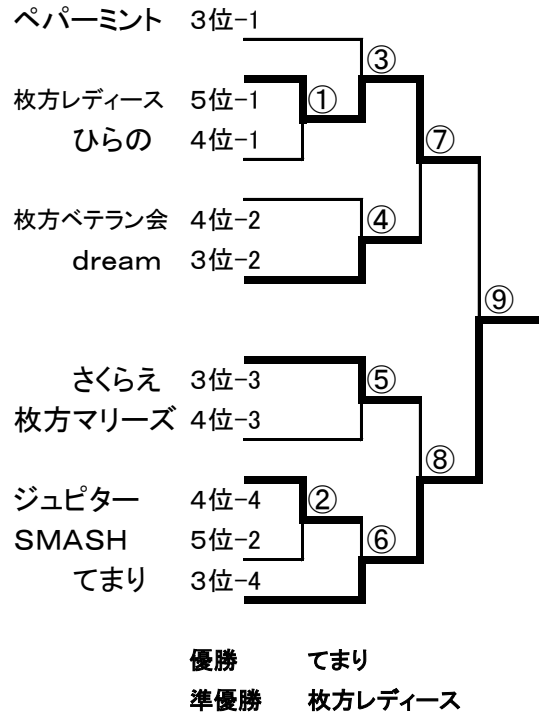 ペパーミント 3位-1
③
枚方レディース 5位-1 ①
ひらの 4位-1 ⑦
枚方ベテラン会 4位-2 ④
dream 3位-2
⑨
さくらえ 3位-3 ⑤
枚方マリーズ 4位-3
⑧
ジュピター 4位-4 ②
SMASH 5位-2 ⑥
てまり 3位-4
優勝 てまり
準優勝 枚方レディース